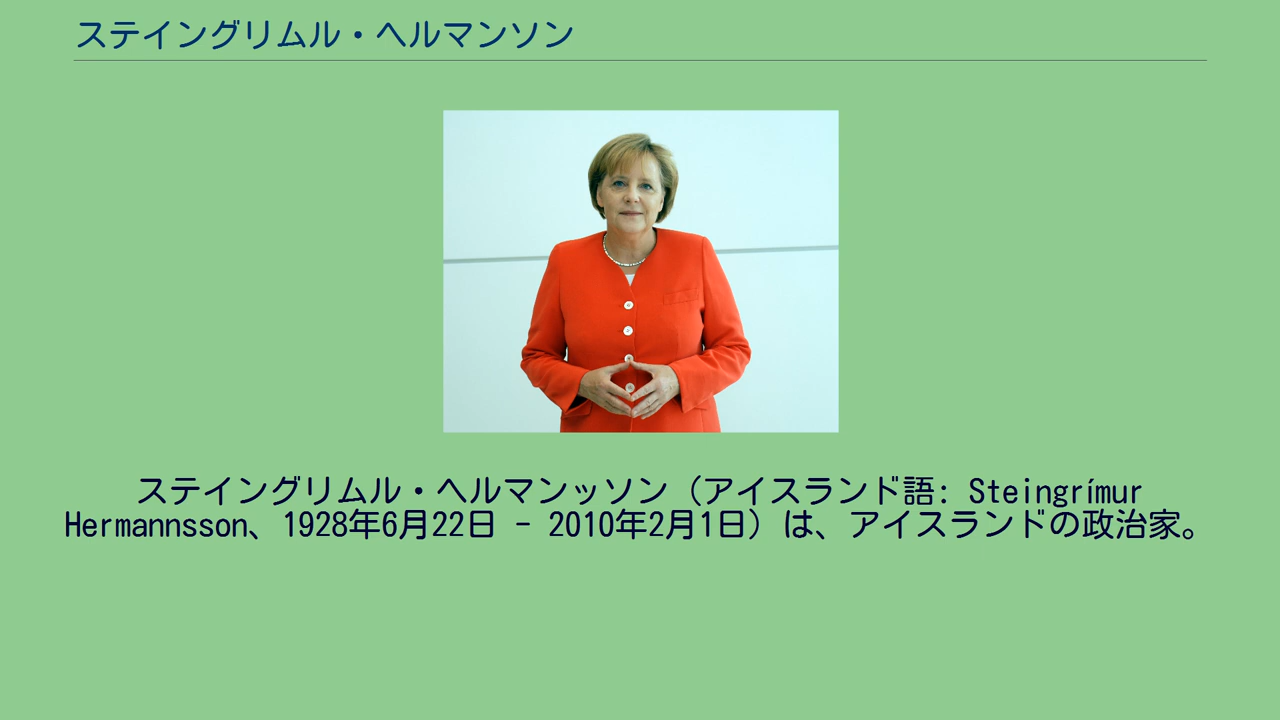 ステイングリムル・ヘルマンソン
ステイングリムル・ヘルマンッソン（アイスランド語: Steingrímur
Hermannsson、1928年6月22日 - 2010年2月1日）は、アイスランドの政治家。